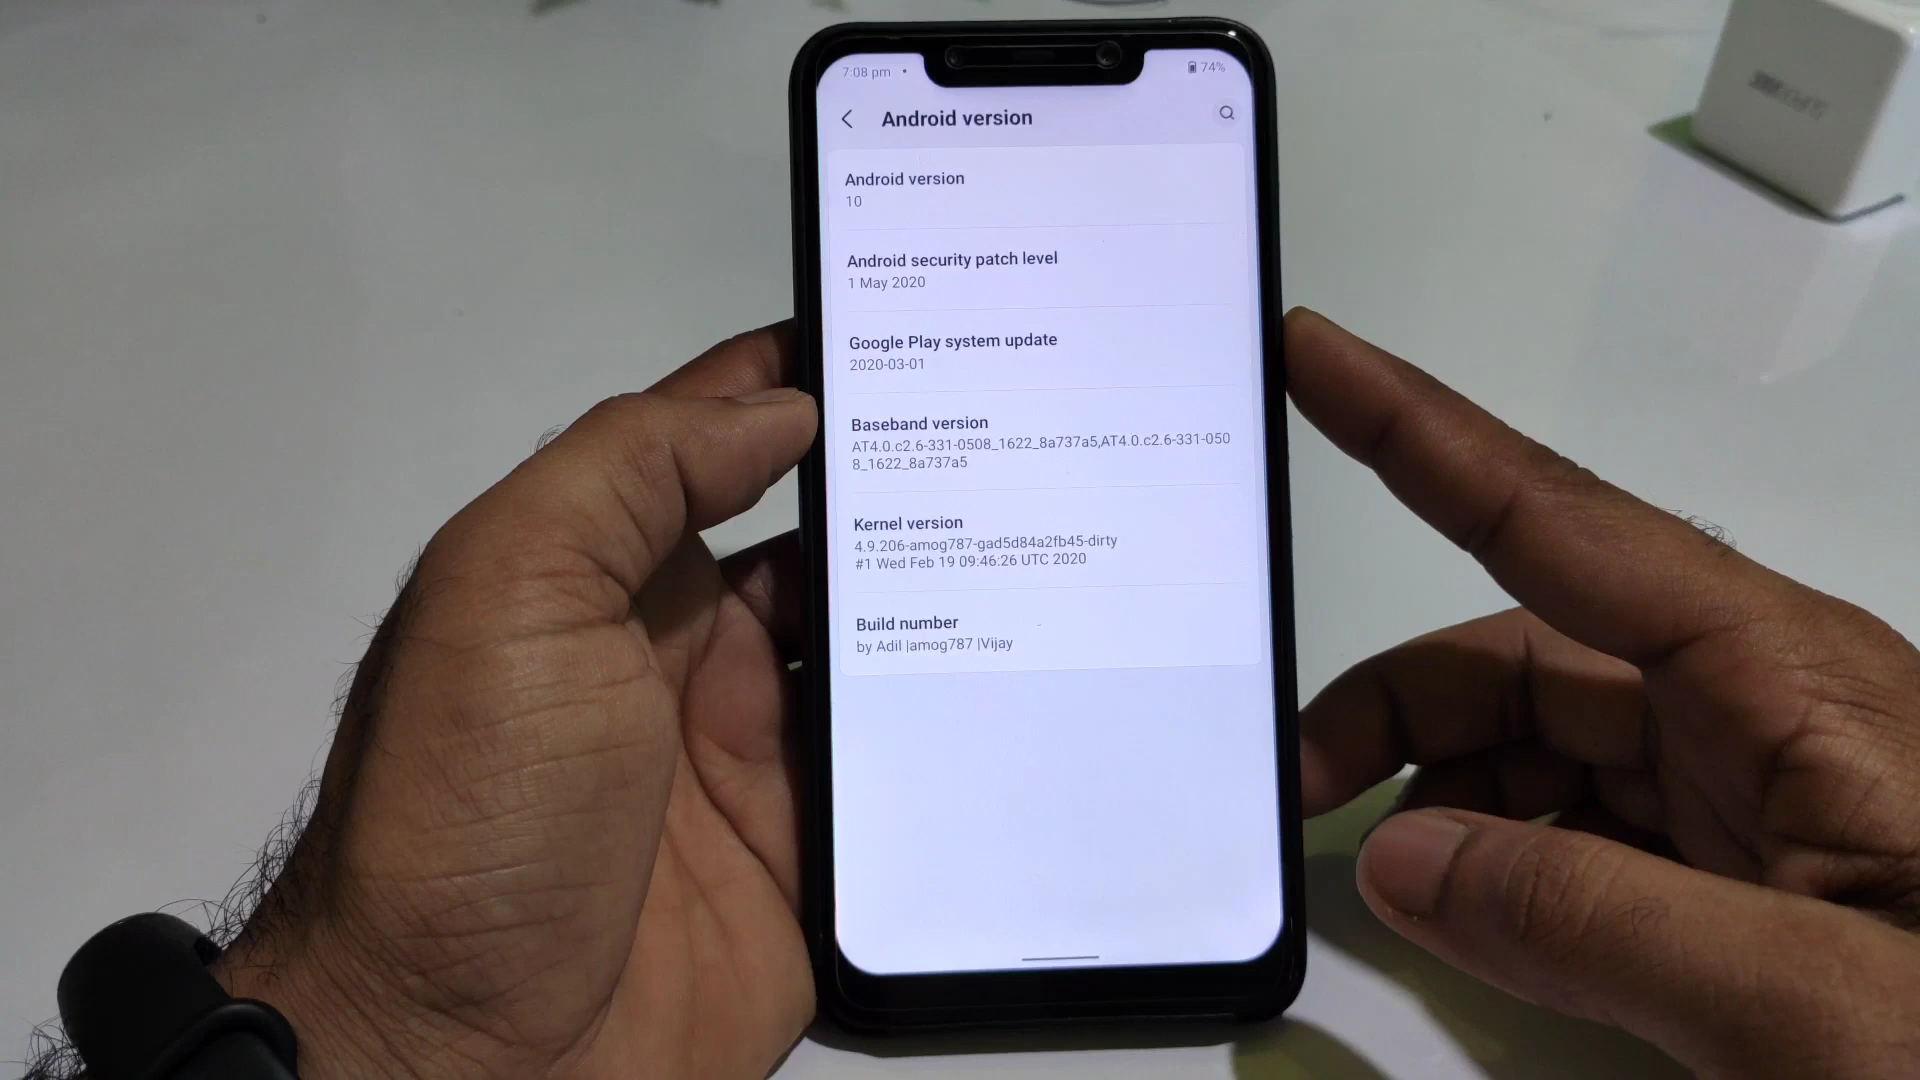 7:08 pm
74%
Android version
Android version
10
Android security patch level
1 May 2020
Google Play system update
2020-03-01
Baseband version
AT4.0.c2.6-331-0508_1622_8a737a5,AT4.0.c2.6-331-050
8_1622_8a737a5
Kernel version
4.9.206-amog787-gad5d84a2fb45-dirty
#1 Wed Feb 19 09:46:26 UTC 2020
Build number
by Adil |amog787 |Vijay